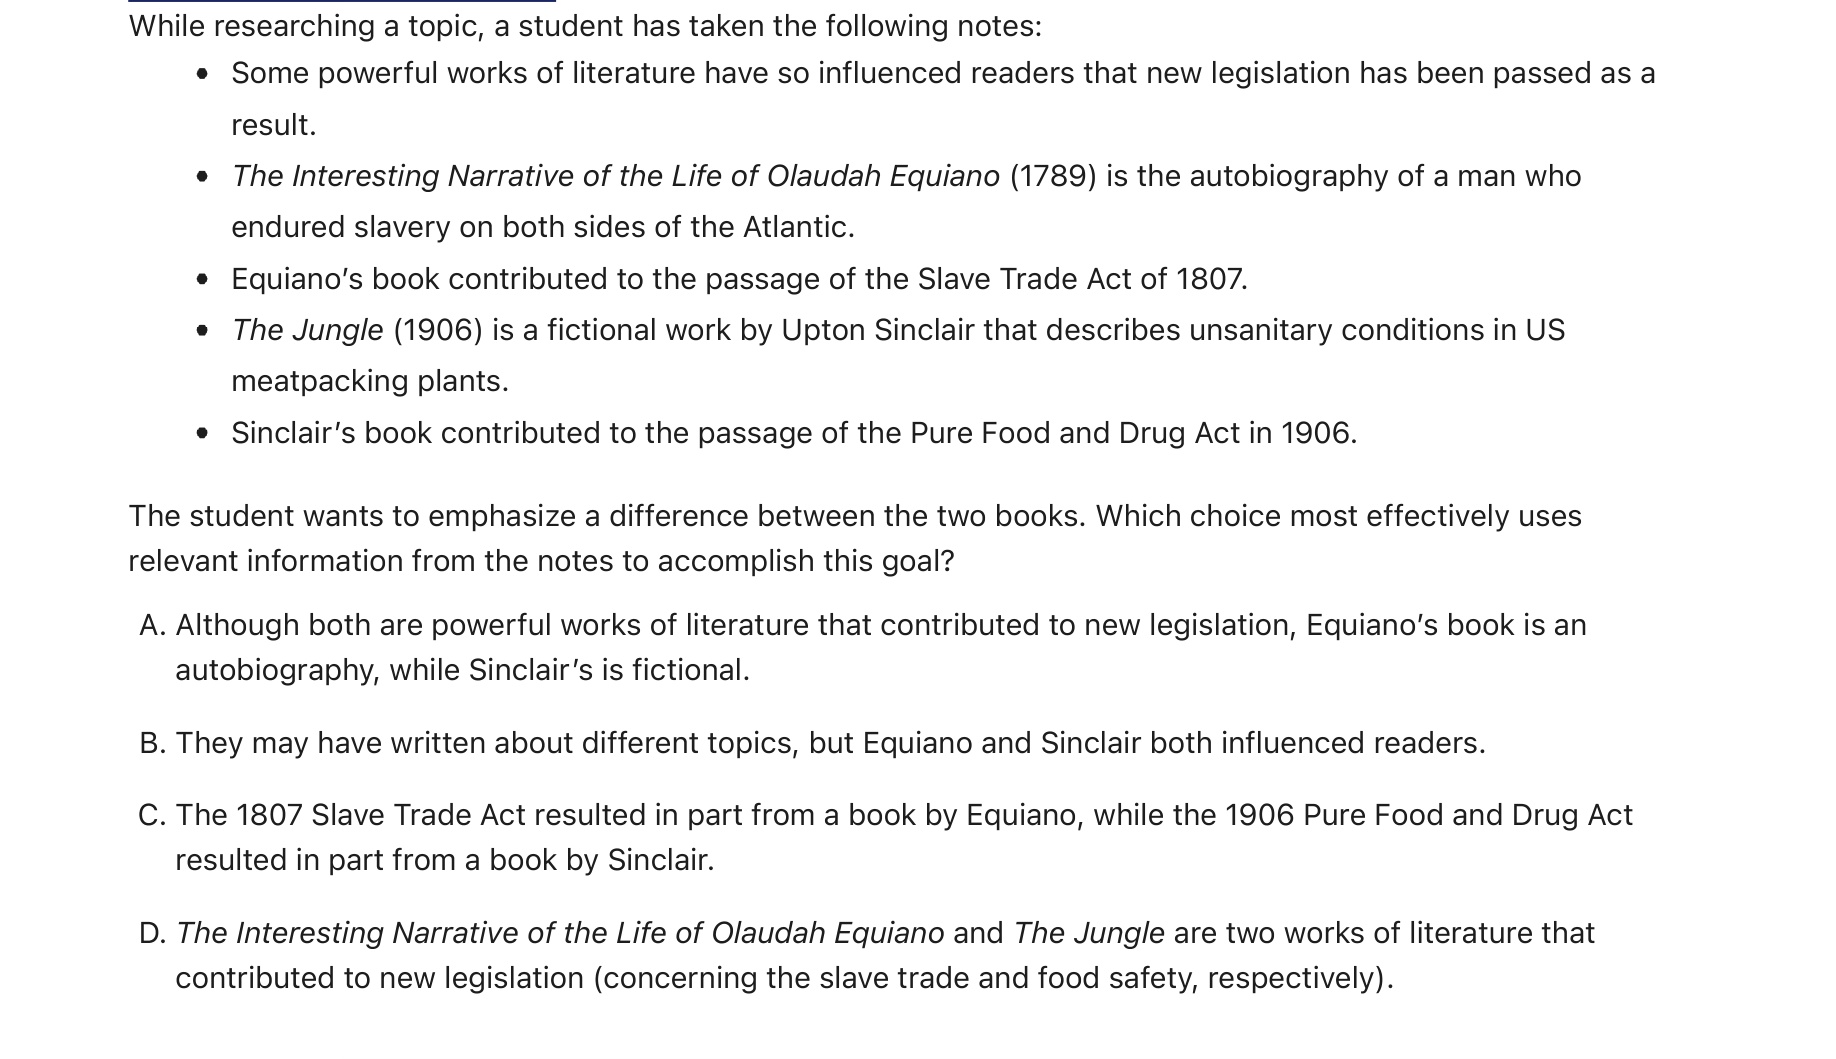 While researching a topic, a student has taken the following notes:
• Some powerful works of literature have so influenced readers that new legislation has been passed as a
result.
• The Interesting Narrative of the Life of Olaudah Equiano (1789) is the autobiography of a man who
endured slavery on both sides of the Atlantic.
• Equiano’s book contributed to the passage of the Slave Trade Act of 1807.
• The Jungle (1906) is a fictional work by Upton Sinclair that describes unsanitary conditions in US
meatpacking plants.
• Sinclair’s book contributed to the passage of the Pure Food and Drug Act in 1906.
The student wants to emphasize a difference between the two books. Which choice most effectively uses
relevant information from the notes to accomplish this goal?
A. Although both are powerful works of literature that contributed to new legislation, Equiano’s book is an
autobiography, while Sinclair’s is fictional.
B. They may have written about different topics, but Equiano and Sinclair both influenced readers.
C. The 1807 Slave Trade Act resulted in part from a book by Equiano, while the 1906 Pure Food and Drug Act
resulted in part from a book by Sinclair.
D. The Interesting Narrative of the Life of Olaudah Equiano and The Jungle are two works of literature that
contributed to new legislation (concerning the slave trade and food safety, respectively).